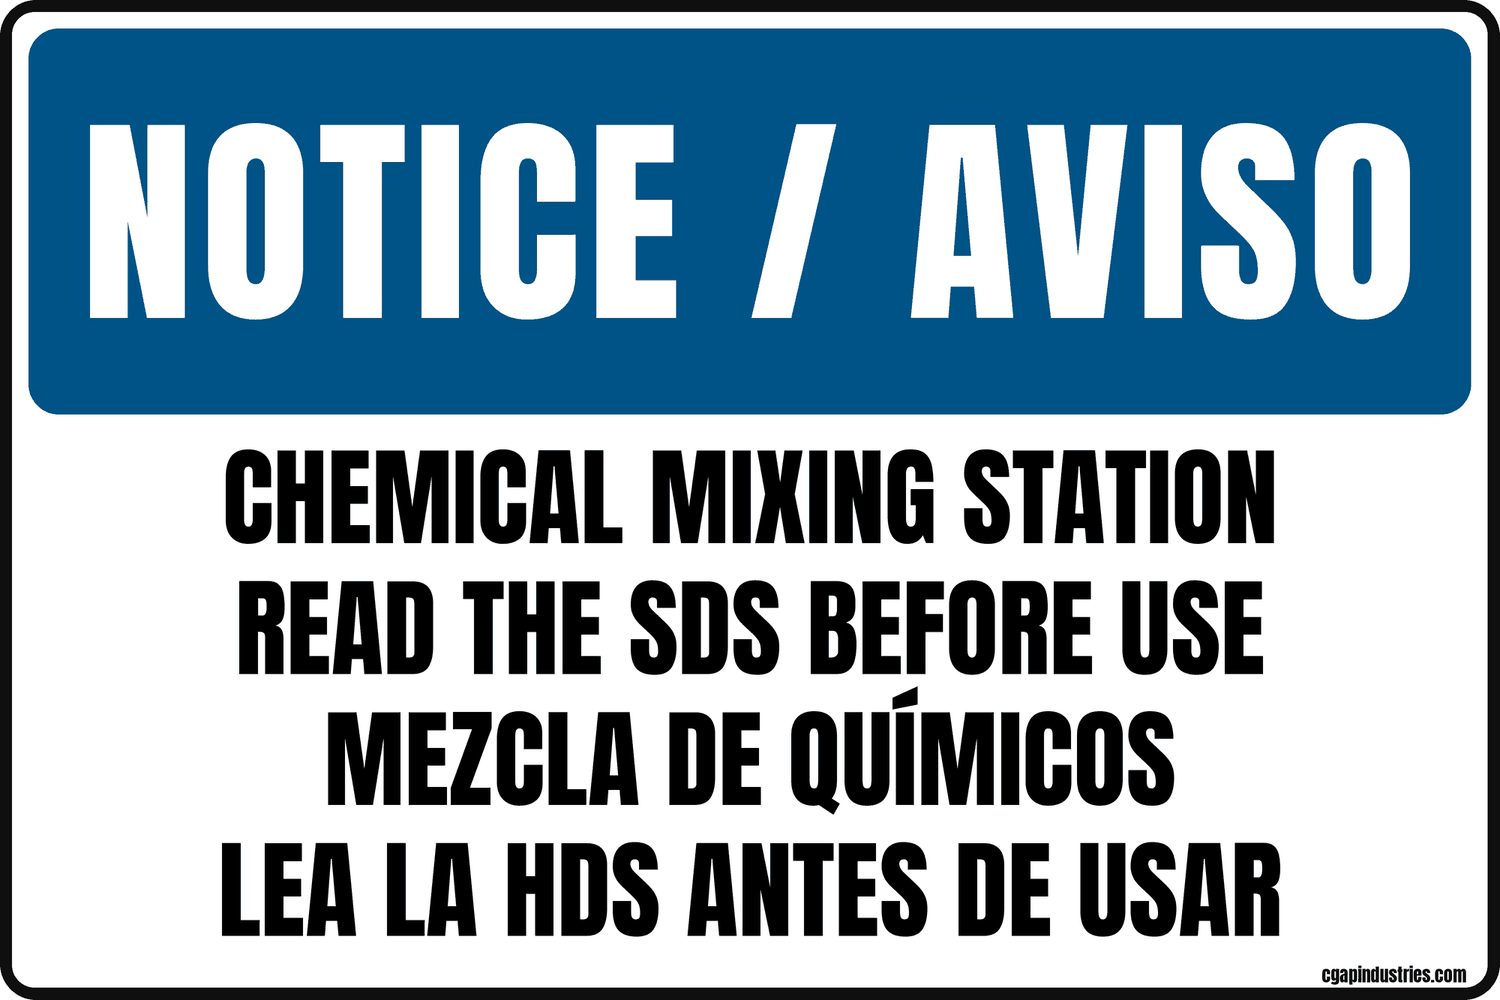 NOTICE / AVISO
CHEMICAL MIXING STATION
READ THE SDS BEFORE USE
MEZCLA DE QUÍMICOS
LEA LA HDS ANTES DE USAR
cgapindustries.com